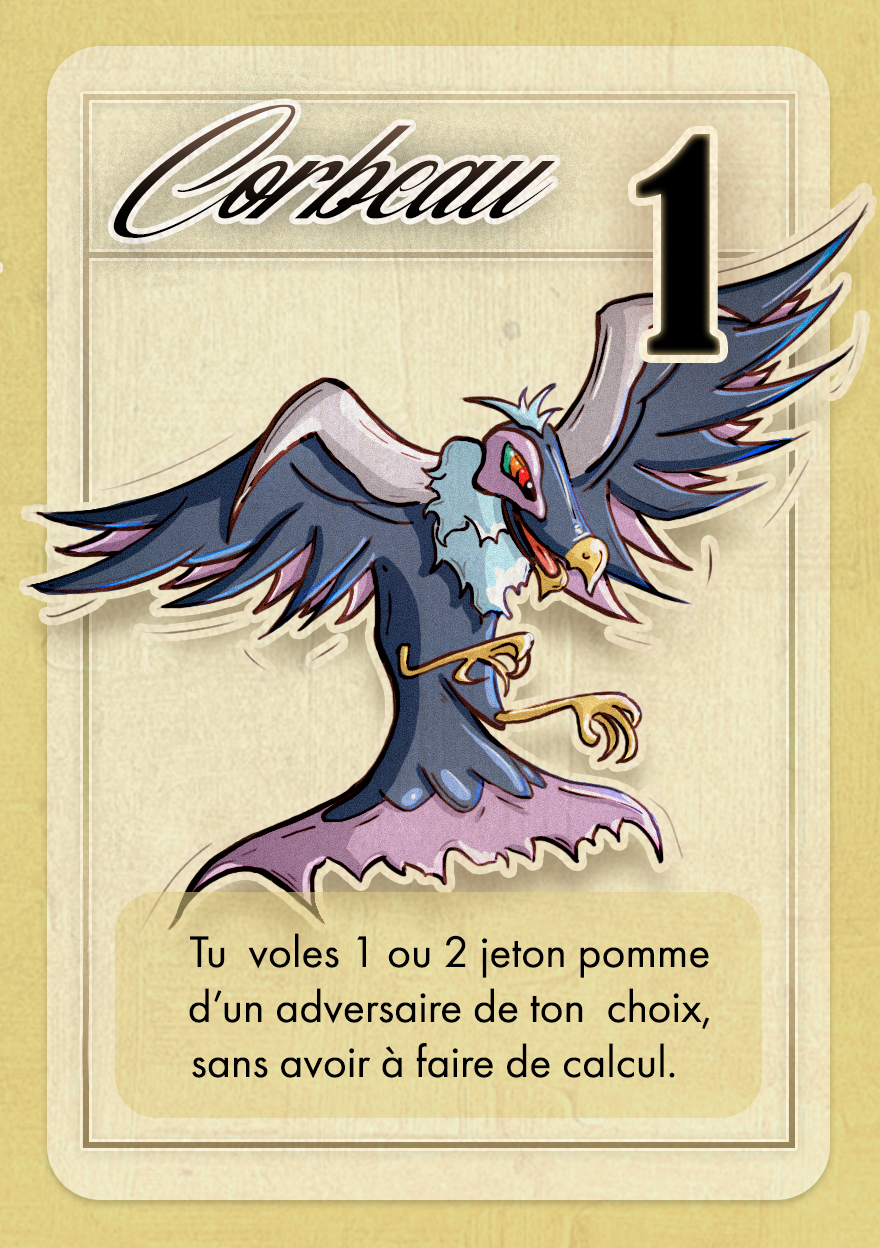 Corbeau
1
Tu voles 1 ou 2 jeton pomme
d’un adversaire de ton choix,
sans avoir à faire de calcul.